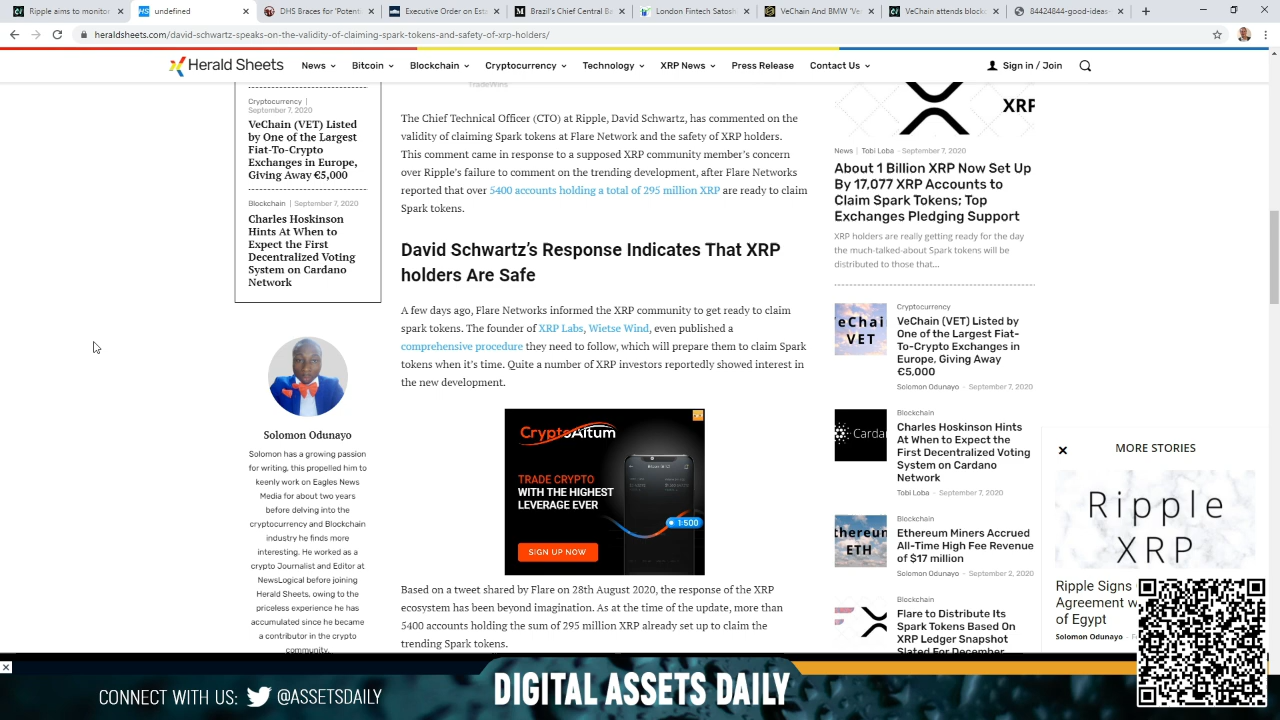 Ripple aims to monitor
undefined
DHS Braces for 'Dates of
Brazil's Chief Central Ba
London Fintech Satosh
VeChain and BMW 'Ve
84424844-good-ideas-
heraldsheets.com/david-schwartz-speaks-on-the-validity-of-claiming-spark-tokens-and-safety-of-xrp-holders/
Herald Sheets
News
Bitcoin
Blockchain
Cryptocurrency
Technology
XRP News
Press Release
Contact Us
Sign in / Join
Cryptocurrency |
September 7, 2020
VeChain (VET) Listed
by One of the Largest
Fiat-To-Crypto
Exchanges in Europe,
Giving Away €5,000
Blockchain | September 7, 2020
Charles Hoskinson
Hints At When to
Expect the First
Decentralized Voting
System on Cardano
Network
Solomon Odunayo
Solomon has a growing passion
for writing, this propelled him to
keenly work on Eagles News
Media for about two years
before delving into the
cryptocurrency and Blockchain
industry he finds more
interesting. He worked as a
crypto Journalist and Editor at
NewsLogical before joining
Herald Sheets, owing to the
priceless experience he has
accumulated since he became
a contributor in the crypto
community.
TradeWins
The Chief Technical Officer (CTO) at Ripple, David Schwartz, has commented on the
validity of claiming Spark tokens at Flare Network and the safety of XRP holders.
This comment came in response to a supposed XRP community member's concern
over Ripple's failure to comment on the trending development, after Flare Networks
reported that over 5400 accounts holding a total of 295 million XRP are ready to claim
Spark tokens.
David Schwartz's Response Indicates That XRP
holders Are Safe
A few days ago, Flare Networks informed the XRP community to get ready to claim
spark tokens. The founder of XRP Labs, Wietse Wind, even published a
comprehensive procedure they need to follow, which will prepare them to claim Spark
tokens when it's time. Quite a number of XRP investors reportedly showed interest in
the new development.
CryptoAltum
TRADE CRYPTO
WITH THE HIGHEST
LEVERAGE EVER
1:500
SIGN UP NOW
Based on a tweet shared by Flare on 28th August 2020, the response of the XRP
ecosystem has been beyond imagination. As at the time of the update, more than
5400 accounts holding the sum of 295 million XRP already set up to claim the
trending Spark tokens.
XRP
News | Tobi Loba - September 7, 2020
About 1 Billion XRP Now Set Up
By 17,077 XRP Accounts to
Claim Spark Tokens; Top
Exchanges Pledging Support
XRP holders are really getting ready for the day
the much-talked-about Spark tokens will be
distributed to those that...
eChai
VET
Cryptocurrency
VeChain (VET) Listed by
One of the Largest Fiat-
To-Crypto Exchanges in
Europe, Giving Away
€5,000
Solomon Odunayo - September 7, 2020
Cardar
Blockchain
Charles Hoskinson Hints
At When to Expect the
First Decentralized Voting
System on Cardano
Network
Tobi Loba - September 7, 2020
thereum
ETH
Blockchain
Ethereum Miners Accrued
All-Time High Fee Revenue
of $17 million
Solomon Odunayo - September 2, 2020
Blockchain
Flare to Distribute Its
Spark Tokens Based On
XRP Ledger Snapshot
Slated For December
MORE STORIES
Ripple
XRP
Ripple Signs
Agreement w
of Egypt
Solomon Odunayo
CONNECT WITH US: @ASSETSDAILY
DIGITAL ASSETS DAILY